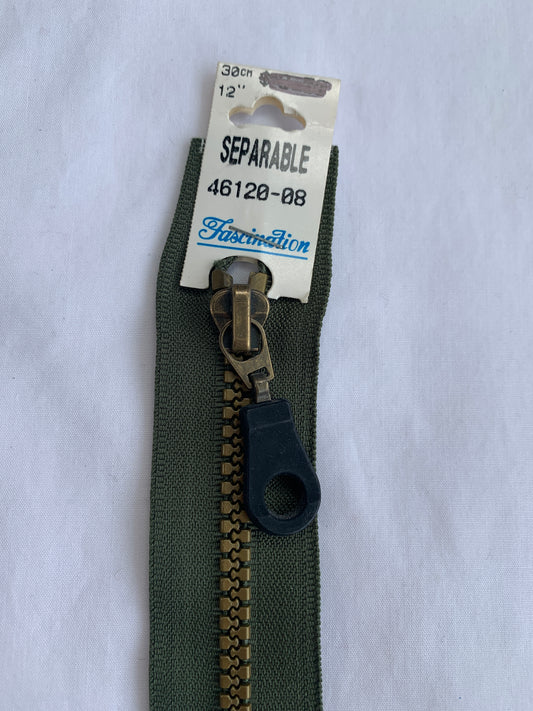 30CM
12"
SEPARABLE
46120-08
Fascination